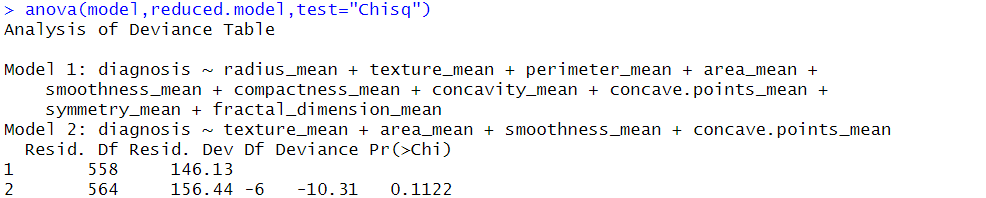 > anova(model,reduced.model,test="Chisq")
Analysis of Deviance Table
Model 1: diagnosis ~ radius_mean + texture_mean + perimeter_mean + area_mean +
    smoothness_mean + compactness_mean + concavity_mean + concave.points_mean +
    symmetry_mean + fractal_dimension_mean
Model 2: diagnosis ~ texture_mean + area_mean + smoothness_mean + concave.points_mean
  Resid. Df Resid. Dev Df Deviance Pr(>Chi)
1       558     146.13
2       564     156.44 -6   -10.31   0.1122